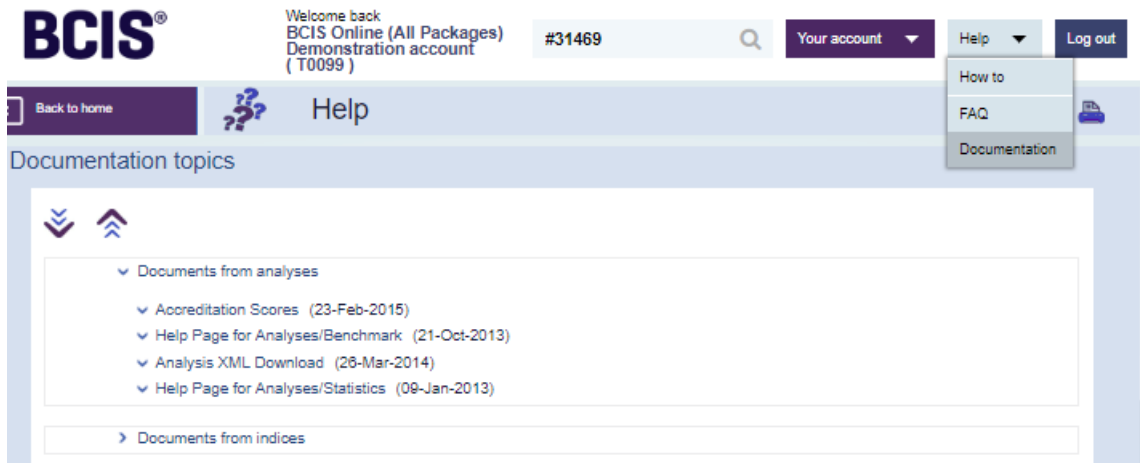 BCIS®
Welcome back
BCIS Online (All Packages)
Demonstration account
( T0099 )
#31469
Your account
Help
Log out
How to
FAQ
Documentation
Back to home
??
???
Help
Documentation topics
Documents from analyses
Accreditation Scores (23-Feb-2015)
Help Page for Analyses/Benchmark (21-Oct-2013)
Analysis XML Download (26-Mar-2014)
Help Page for Analyses/Statistics (09-Jan-2013)
Documents from indices